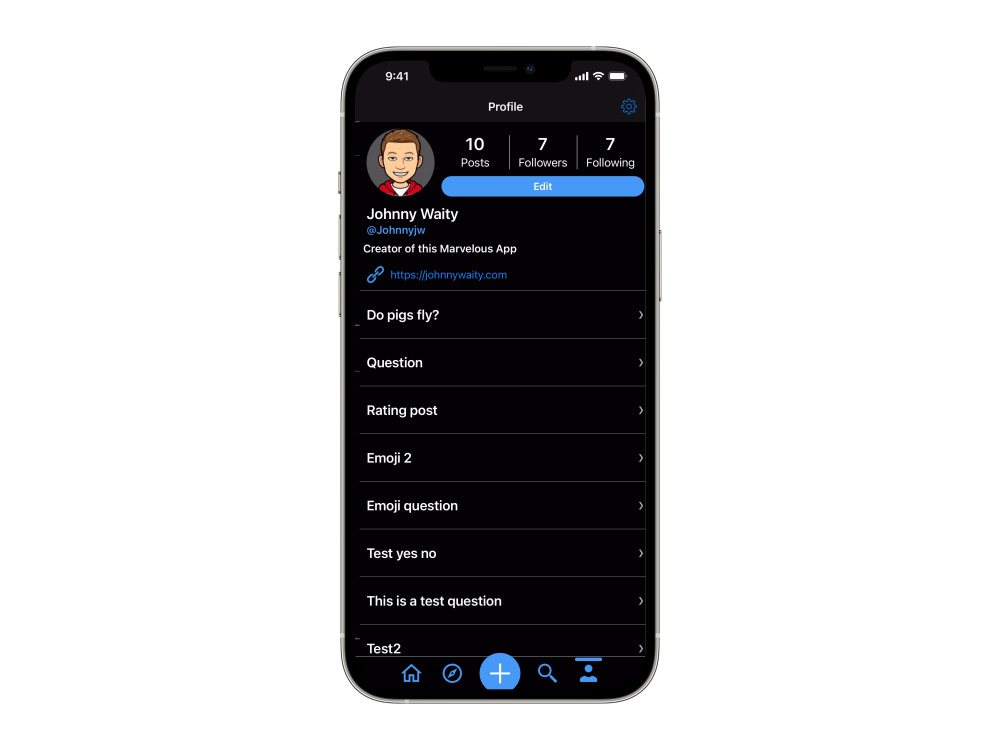 9:41
Profile
10 7 7
Posts Followers Following
Edit
Johnny Waity
@Johnnyjw
Creator of this Marvelous App
https://johnnywaity.com
Do pigs fly?
Question
Rating post
Emoji 2
Emoji question
Test yes no
This is a test question
Test2